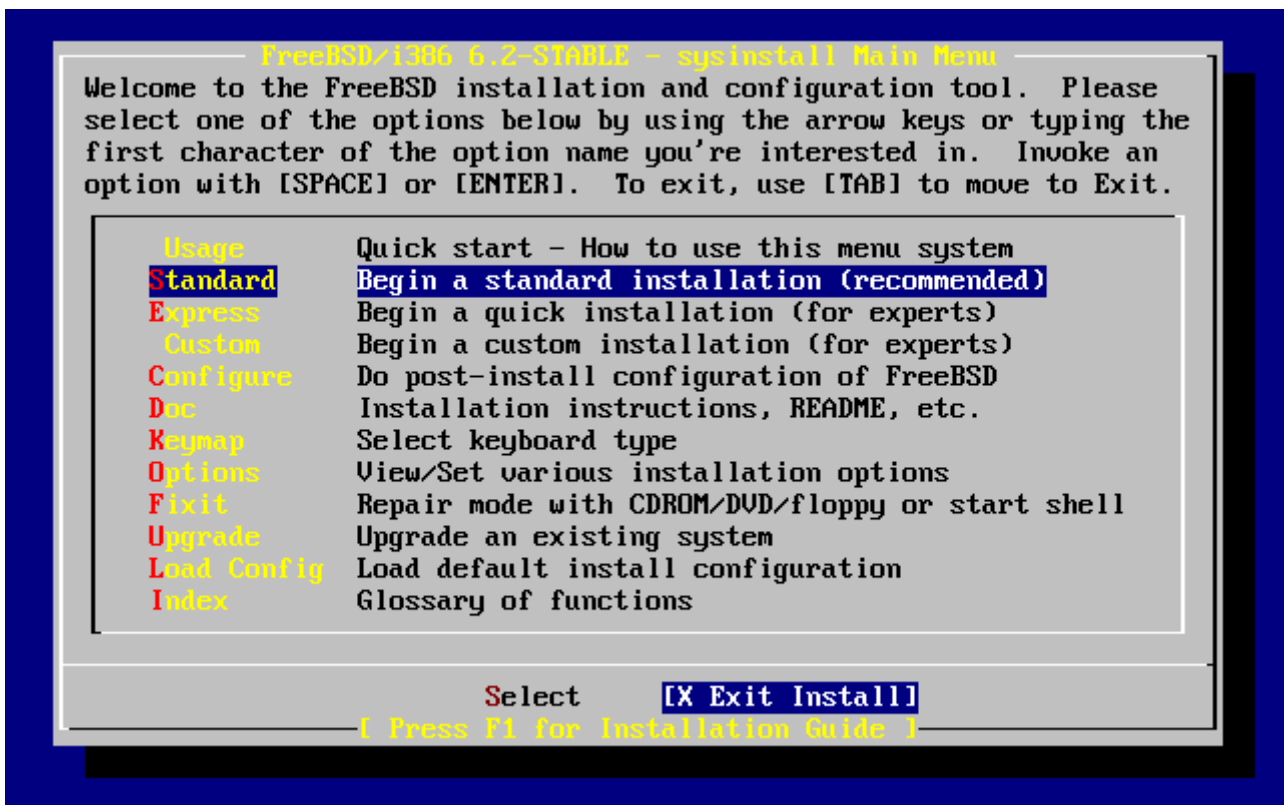 FreeBSD/i386 6.2-STABLE - sysinstall Main Menu
Welcome to the FreeBSD installation and configuration tool.  Please
select one of the options below by using the arrow keys or typing the
first character of the option name you're interested in.  Invoke an
option with [SPACE] or [ENTER].  To exit, use [TAB] to move to Exit.
Usage Quick start - How to use this menu system
Standard Begin a standard installation (recommended)
Express Begin a quick installation (for experts)
Custom Begin a custom installation (for experts)
Configure Do post-install configuration of FreeBSD
Doc Installation instructions, README, etc.
Keymap Select keyboard type
Options View/Set various installation options
Fixit Repair mode with CDROM/DVD/floppy or start shell
Upgrade Upgrade an existing system
Load Config Load default install configuration
Index Glossary of functions
Select [X Exit Install]
[ Press F1 for Installation Guide ]